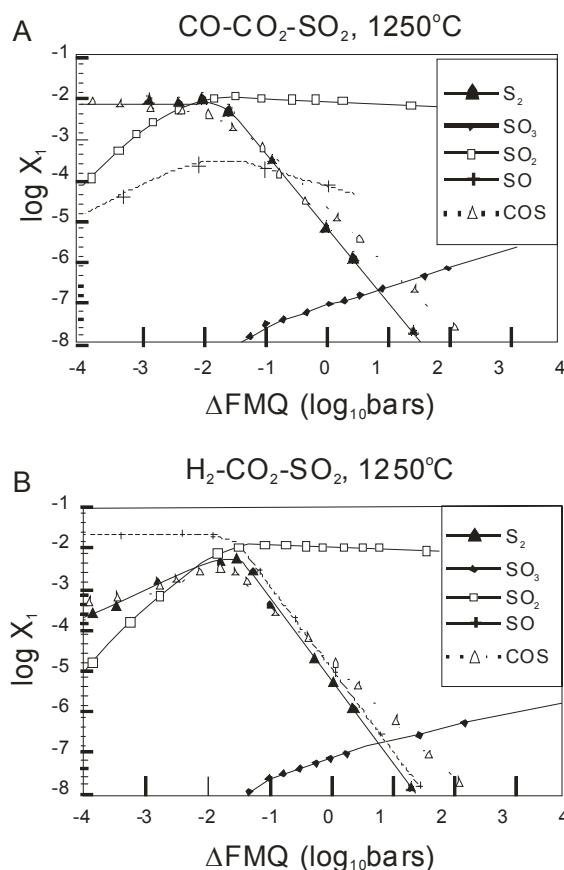 A
CO-CO₂-SO₂, 1250°C
-1
-2
-3
-4
-5
-6
-7
-8
log X₁
-4 -3 -2 -1 0 1 2 3 4
ΔFMQ (log₁₀bars)
S₂
SO₃
SO₂
SO
COS
B
H₂-CO₂-SO₂, 1250°C
-1
-2
-3
-4
-5
-6
-7
-8
log X₁
-4 -3 -2 -1 0 1 2 3 4
ΔFMQ (log₁₀bars)
S₂
SO₃
SO₂
SO
COS